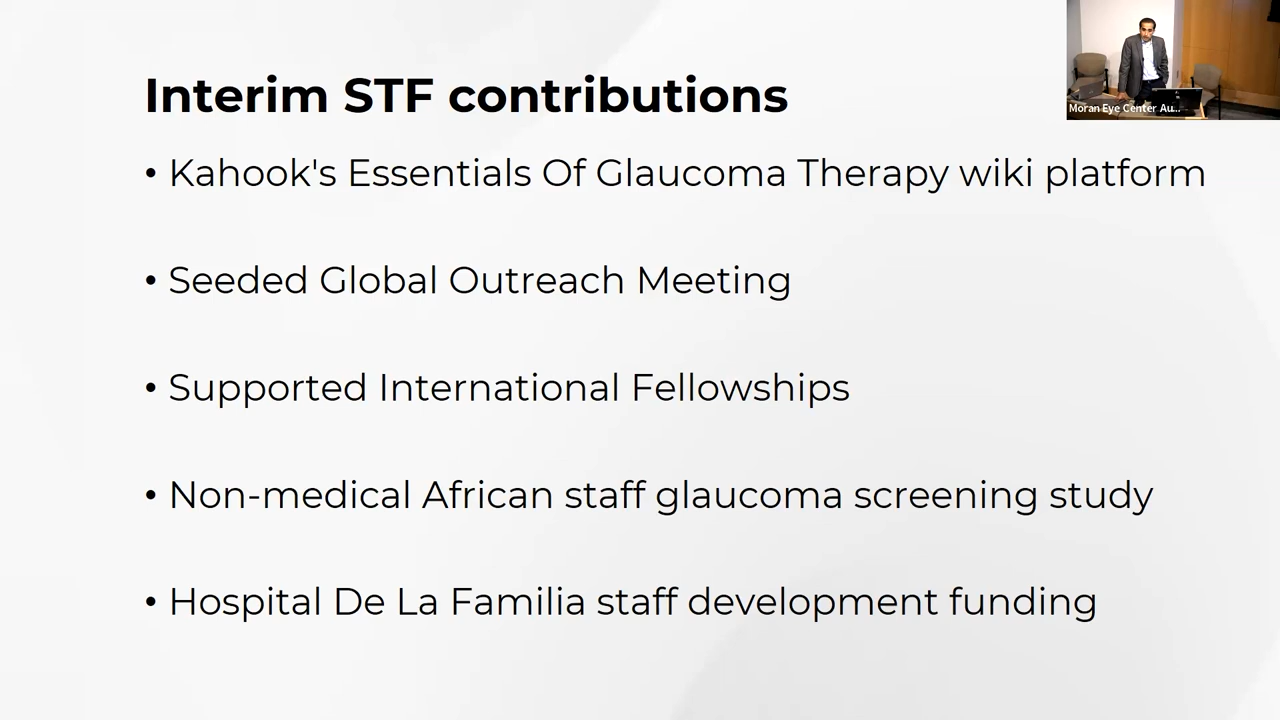 Interim STF contributions
• Kahook's Essentials Of Glaucoma Therapy wiki platform
• Seeded Global Outreach Meeting
• Supported International Fellowships
• Non-medical African staff glaucoma screening study
• Hospital De La Familia staff development funding
Moran Eye Center Au...